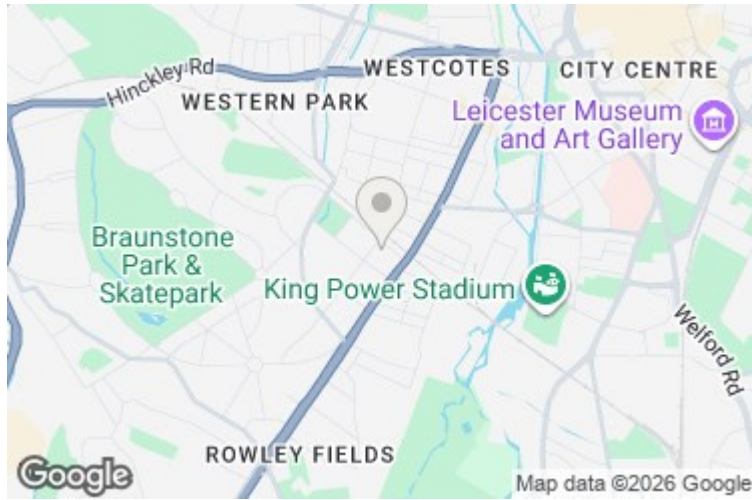 WESTCOTES
CITY CENTRE
Hinckley Rd
WESTERN PARK
Leicester Museum
and Art Gallery
Braunstone
Park &
Skatepark
King Power Stadium
Welford Rd
ROWLEY FIELDS
Google
Map data ©2026 Google